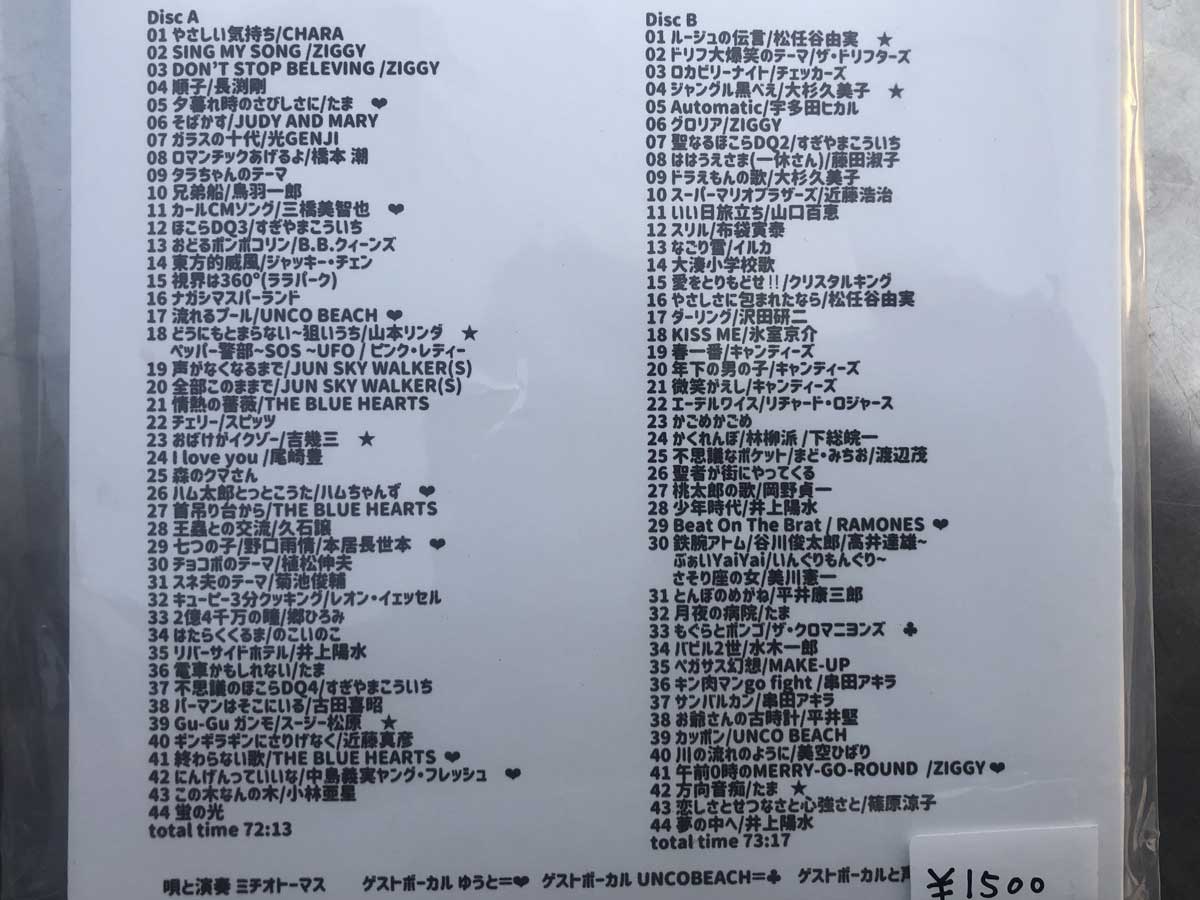 Disc A
01 やさしい気持ち/CHARA
02 SING MY SONG /ZIGGY
03 DON'T STOP BELEVING /ZIGGY
04 順子/長渕剛
05 夕暮れ時のさびしさに/たま ❤
06 そばかす/JUDY AND MARY
07 ガラスの十代/光GENJI
08 ロマンチックあげるよ/橋本 潮
09 タラちゃんのテーマ
10 兄弟船/鳥羽一郎
11 カールCMソング/三橋美智也 ❤
12 ほこらDQ3/すぎやまこういち
13 おどるポンポコリン/B.B.クィーンズ
14 東方的威風/ジャッキー・チェン
15 視界は360°(ララパーク)
16 ナガシマスパーランド
17 流れるプール/UNCO BEACH ❤
18 どうにもとまらない~狙いうち/山本リンダ ★
ペッパー警部~SOS ~UFO / ピンク・レディー
19 声がなくなるまで/JUN SKY WALKER(S)
20 全部このままで/JUN SKY WALKER(S)
21 情熱の薔薇/THE BLUE HEARTS
22 チェリー/スピッツ
23 おばけがイクゾー/吉幾三 ★
24 I love you /尾崎豊
25 森のクマさん
26 ハム太郎とっとこうた/ハムちゃんず ❤
27 首吊り台から/THE BLUE HEARTS
28 王蟲との交流/久石譲
29 七つの子/野口雨情/本居長世本 ❤
30 チョコボのテーマ/植松伸夫
31 スネ夫のテーマ/菊池俊輔
32 キューピー3分クッキング/レオン・イェッセル
33 2億4千万の瞳/郷ひろみ
34 はたらくくるま/のこいのこ
35 リバーサイドホテル/井上陽水
36 電車かもしれない/たま
37 不思議のほこらDQ4/すぎやまこういち
38 パーマンはそこにいる/古田喜昭
39 Gu-Gu ガンモ/スージー松原 ★
40 ギンギラギンにさりげなく/近藤真彦
41 終わらない歌/THE BLUE HEARTS ❤
42 にんげんっていいな/中島義実ヤング・フレッシュ ❤
43 この木なんの木/小林亜星
44 蛍の光
total time 72:13
Disc B
01 ルージュの伝言/松任谷由実 ★
02 ドリフ大爆笑のテーマ/ザ・ドリフターズ
03 ロカビリーナイト/チェッカーズ
04 ジャングル黒べえ/大杉久美子 ★
05 Automatic/宇多田ヒカル
06 グロリア/ZIGGY
07 聖なるほこらDQ2/すぎやまこういち
08 ははうえさま(一休さん)/藤田淑子
09 ドラえもんの歌/大杉久美子
10 スーパーマリオブラザーズ/近藤浩治
11 いい日旅立ち/山口百恵
12 スリル/布袋寅泰
13 なごり雪/イルカ
14 大湊小学校歌
15 愛をとりもどせ!!/クリスタルキング
16 やさしさに包まれたなら/松任谷由実
17 ダーリング/沢田研二
18 KISS ME/氷室京介
19 春一番/キャンディーズ
20 年下の男の子/キャンディーズ
21 微笑がえし/キャンディーズ
22 エーデルワイス/リチャード・ロジャース
23 かごめかごめ
24 かくれんぼ/林柳派 /下総皖一
25 不思議なポケット/まど・みちお/渡辺茂
26 聖者が街にやってくる
27 桃太郎の歌/岡野貞一
28 少年時代/井上陽水
29 Beat On The Brat / RAMONES ❤
30 鉄腕アトム/谷川俊太郎/高井達雄~
ぶぁいYaiYai/いんぐりもんぐり~
さそり座の女/美川憲一
31 とんぼのめがね/平井康三郎
32 月夜の病院/たま
33 もぐらとボンゴ/ザ・クロマニヨンズ ♣
34 バビル2世/水木一郎
35 ペガサス幻想/MAKE-UP
36 キン肉マンgo fight /串田アキラ
37 サンバルカン/串田アキラ
38 お爺さんの古時計/平井堅
39 カッポン/UNCO BEACH
40 川の流れのように/美空ひばり
41 午前0時のMERRY-GO-ROUND /ZIGGY ❤
42 方向音痴/たま ★
43 恋しさとせつなさと心強さと/篠原涼子
44 夢の中へ/井上陽水
total time 73:17
唄と演奏 ミチオトーマス ゲストボーカル ゆうと=❤ ゲストボーカル UNCOBEACH=♣ ゲストボーカルと声
¥1500